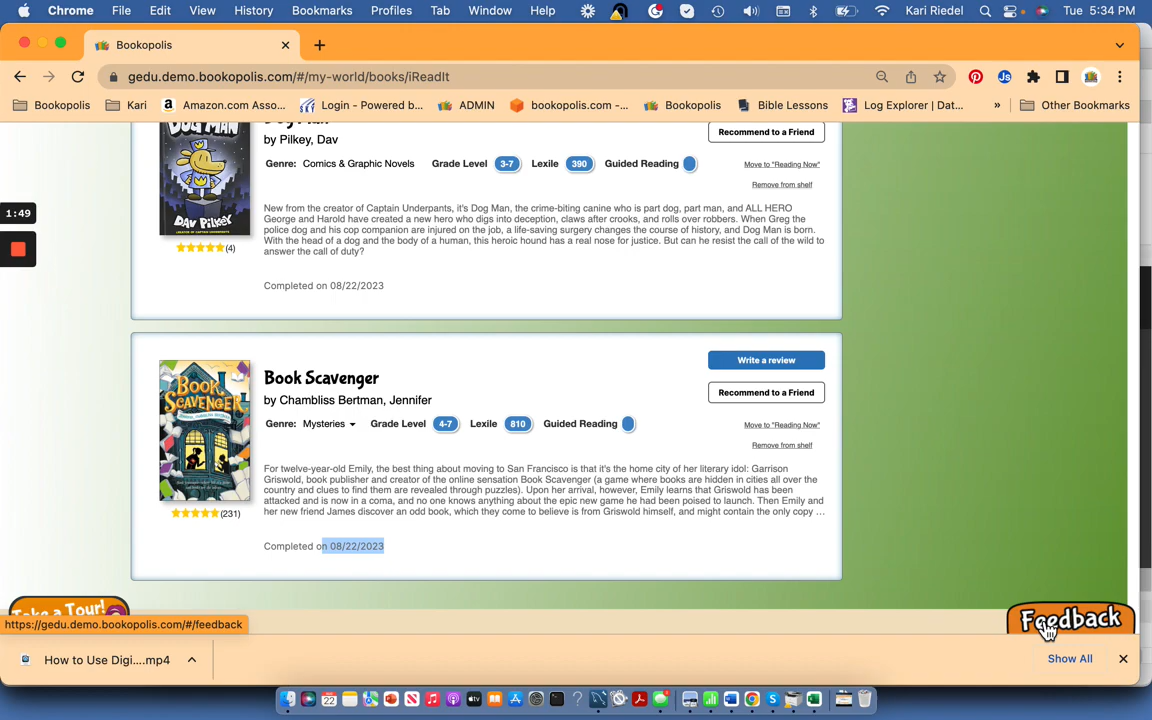 Chrome File Edit View History Bookmarks Profiles Tab Window Help Kari Riedel Tue 5:34 PM
Bookopolis
gedu.demo.bookopolis.com/#/my-world/books/iReadIt
Bookopolis Kari Amazon.com Asso... Login - Powered b... ADMIN bookopolis.com -... Bookopolis Bible Lessons Log Explorer | Dat... » Other Bookmarks
DOG MAN
DAV PILKEY
by Pilkey, Dav
Recommend to a Friend
Genre: Comics & Graphic Novels Grade Level 3-7 Lexile 390 Guided Reading
Move to "Reading Now"
Remove from shelf
1:49
New from the creator of Captain Underpants, it's Dog Man, the crime-biting canine who is part dog, part man, and ALL HERO
George and Harold have created a new hero who digs into deception, claws after crooks, and rolls over robbers. When Greg the
police dog and his cop companion are injured on the job, a life-saving surgery changes the course of history, and Dog Man is born.
With the head of a dog and the body of a human, this heroic hound has a real nose for justice. But can he resist the call of the wild to
answer the call of duty?
(4)
Completed on 08/22/2023
Write a review
Book Scavenger
BOOK SCAVENGER
by Chambliss Bertman, Jennifer
Recommend to a Friend
Genre: Mysteries Grade Level 4-7 Lexile 810 Guided Reading
Move to "Reading Now"
Remove from shelf
For twelve-year-old Emily, the best thing about moving to San Francisco is that it's the home city of her literary idol: Garrison
Griswold, book publisher and creator of the online sensation Book Scavenger (a game where books are hidden in cities all over the
country and clues to find them are revealed through puzzles). Upon her arrival, however, Emily learns that Griswold has been
attacked and is now in a coma, and no one knows anything about the epic new game he had been poised to launch. Then Emily and
her new friend James discover an odd book, which they come to believe is from Griswold himself, and might contain the only copy ...
(231)
Completed on 08/22/2023
Take a Tour!
Feedback
https://gedu.demo.bookopolis.com/#/feedback
How to Use Digi....mp4
Show All